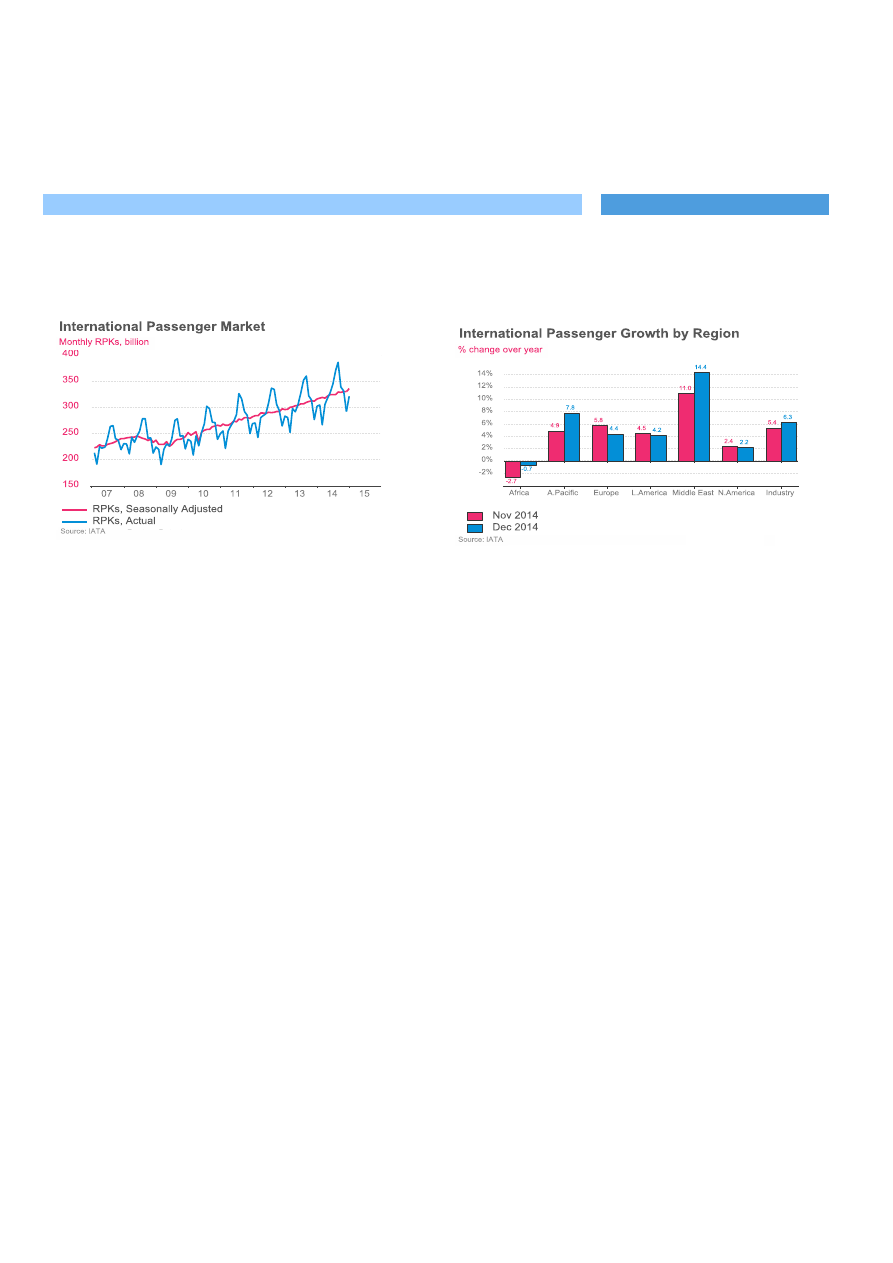 International Passenger Market
Monthly RPKs, billion
400
350
300
250
200
150
07 08 09 10 11 12 13 14 15
RPKs, Seasonally Adjusted
RPKs, Actual
Source: IATA
International Passenger Growth by Region
% change over year
14%
12%
10%
8%
6%
4%
2%
0%
-2%
-2.7 -0.7 4.9 7.8 5.8 4.4 4.5 4.2 11.0 14.4 2.4 2.2 5.4 6.3
Africa A.Pacific Europe L.America Middle East N.America Industry
Nov 2014
Dec 2014
Source: IATA